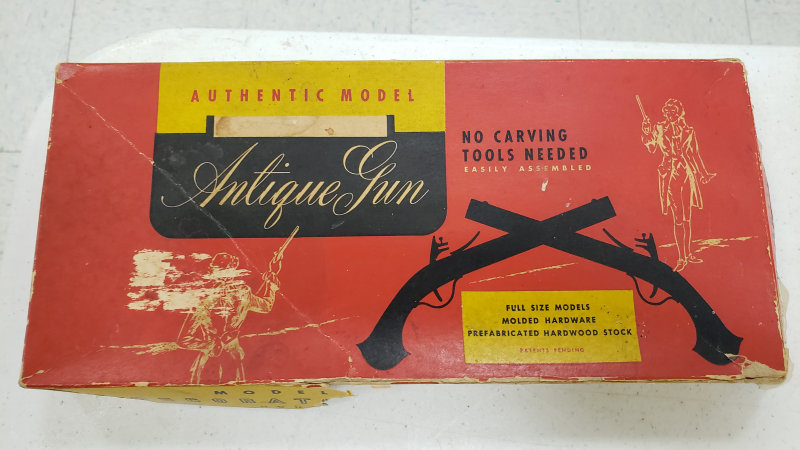 AUTHENTIC MODEL
Antique Gun
NO CARVING
TOOLS NEEDED
EASILY ASSEMBLED
FULL SIZE MODELS
MOLDED HARDWARE
PREFABRICATED HARDWOOD STOCK
PATENTS PENDING
MODEL